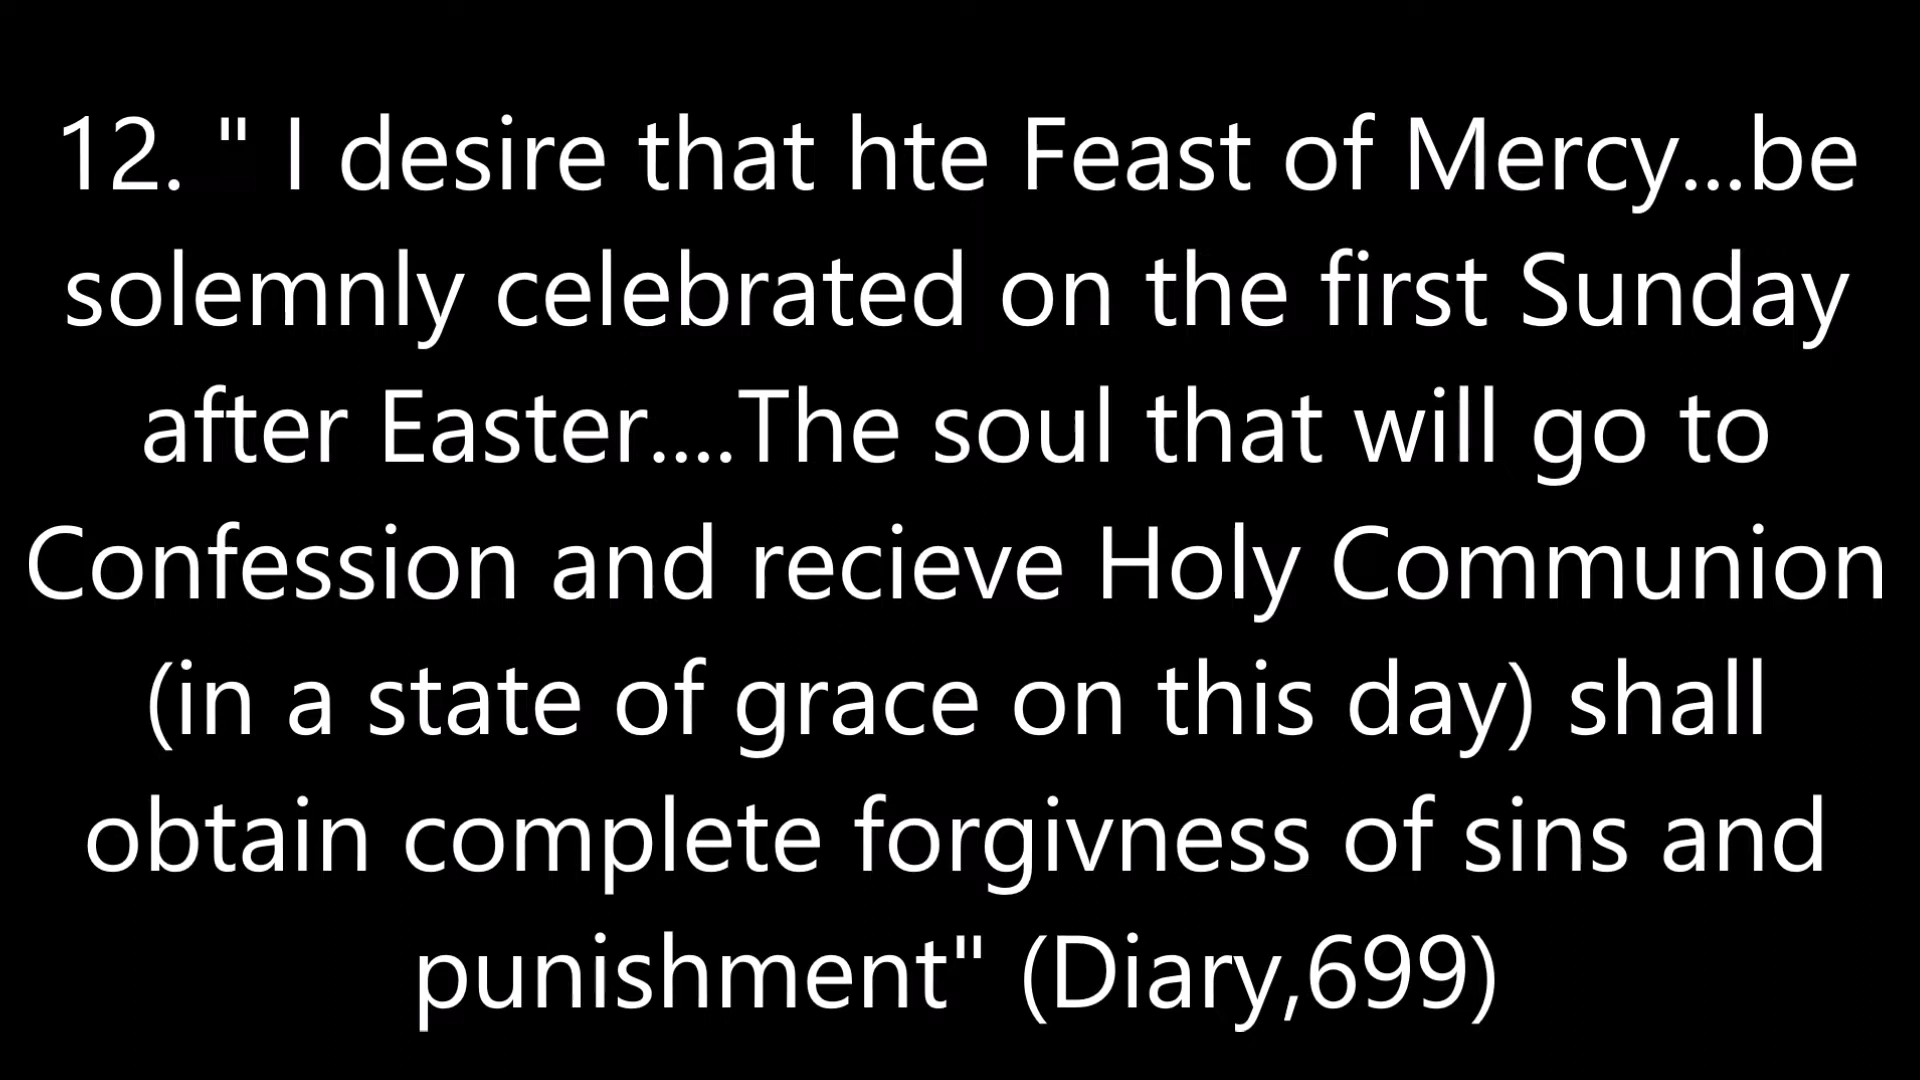 12. " I desire that hte Feast of Mercy...be
solemnly celebrated on the first Sunday
after Easter....The soul that will go to
Confession and recieve Holy Communion
(in a state of grace on this day) shall
obtain complete forgivness of sins and
punishment" (Diary,699)